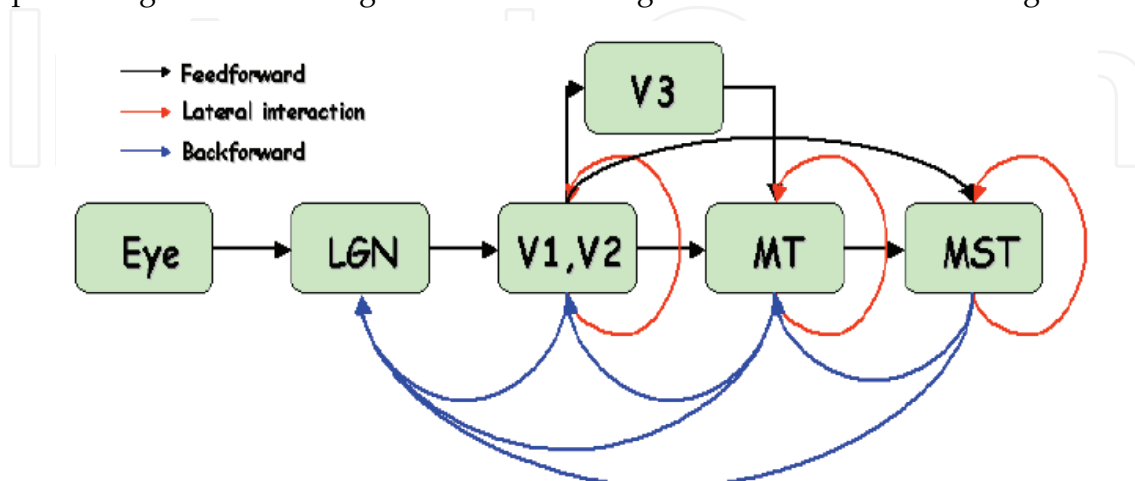 Feedforward
Lateral interaction
Backforward
V3
Eye
LGN
V1,V2
MT
MST